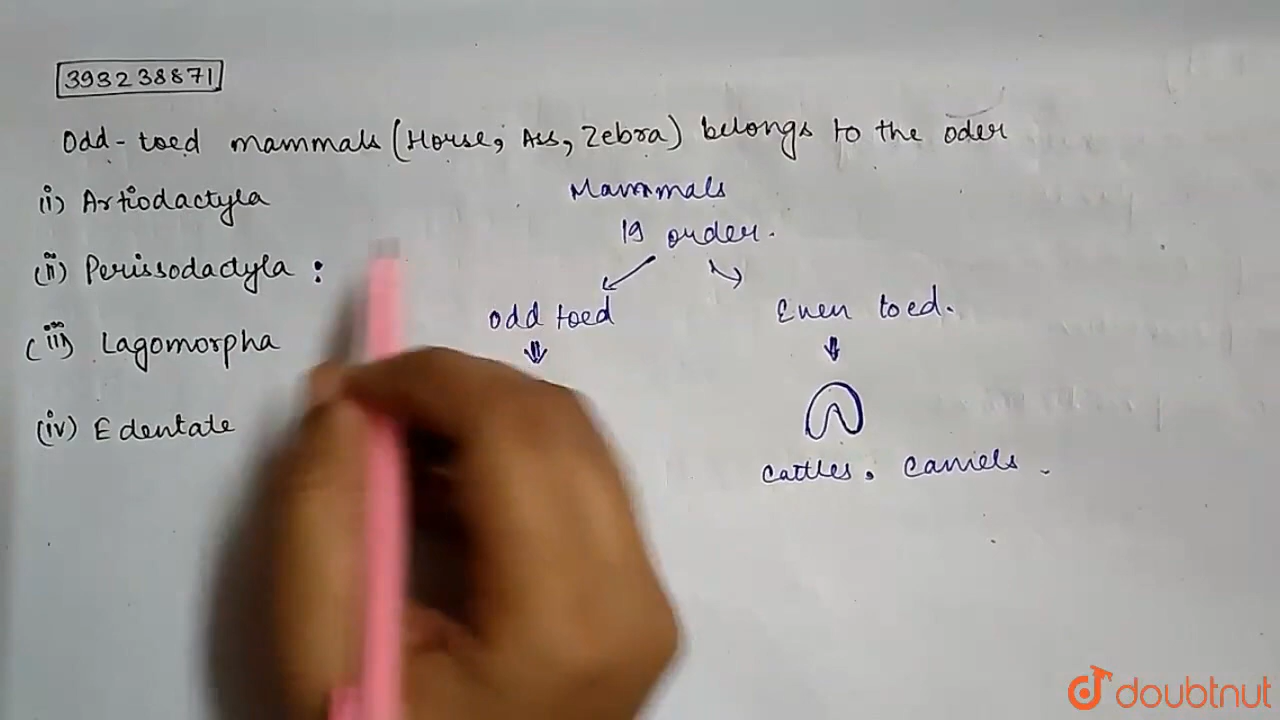 393238871
Odd-toed mammals (Horse, Ass, Zebra) belongs to the oder
(i) Artiodactyla
(ii) Perissodactyla :
(iii) Lagomorpha
(iv) Edentate
Mammals
19 order.
Odd toed
Even toed.
Cattles, Camels.
doubtnut